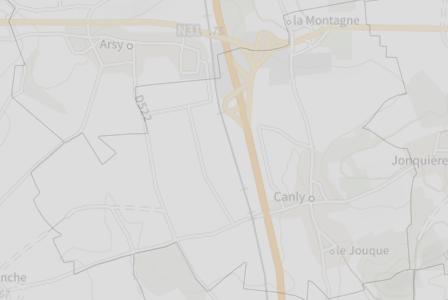 la Montagne
N31
Arsy
D522
Jonquière
Canly
le Jouque
nche